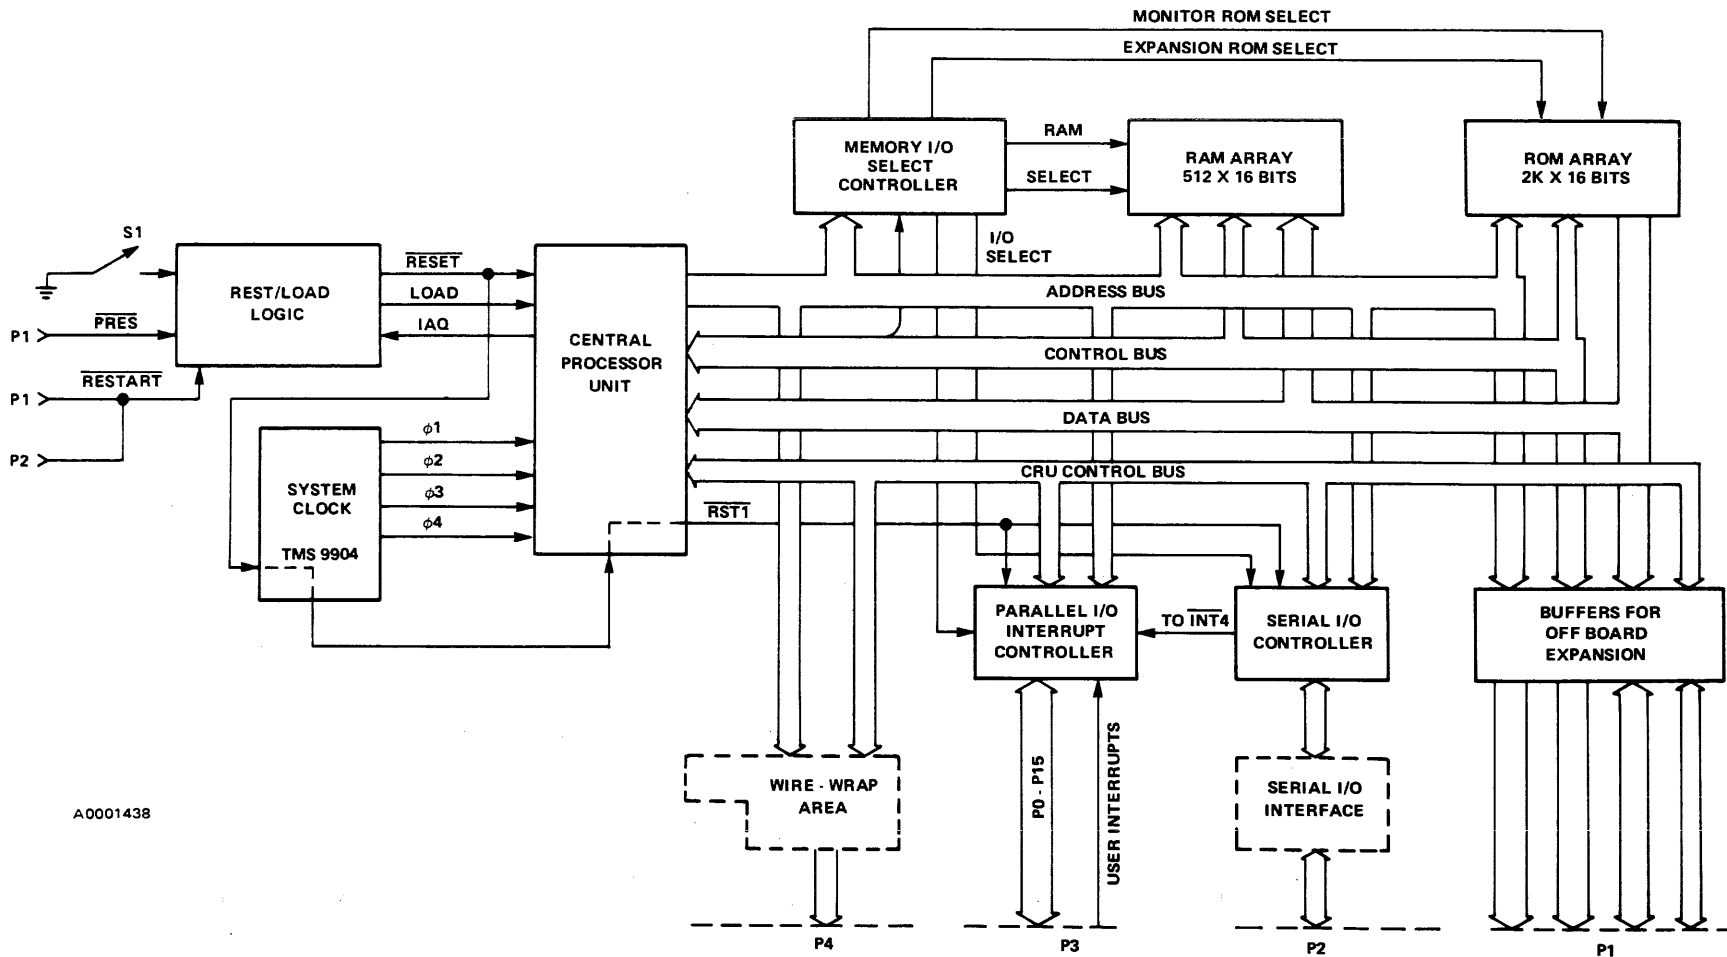 MONITOR ROM SELECT
EXPANSION ROM SELECT
MEMORY I/O
SELECT
CONTROLLER
RAM
SELECT
RAM ARRAY
512 X 16 BITS
ROM ARRAY
2K X 16 BITS
I/O
SELECT
S1
REST/LOAD
LOGIC
RESET
LOAD
IAQ
P1
PRES
P1
RESTART
P2
CENTRAL
PROCESSOR
UNIT
ADDRESS BUS
CONTROL BUS
DATA BUS
CRU CONTROL BUS
SYSTEM
CLOCK
TMS 9904
ϕ1
ϕ2
ϕ3
ϕ4
RST1
PARALLEL I/O
INTERRUPT
CONTROLLER
TO INT4
SERIAL I/O
CONTROLLER
BUFFERS FOR
OFF BOARD
EXPANSION
WIRE - WRAP
AREA
P0 - P15
USER INTERRUPTS
SERIAL I/O
INTERFACE
A0001438
P4
P3
P2
P1